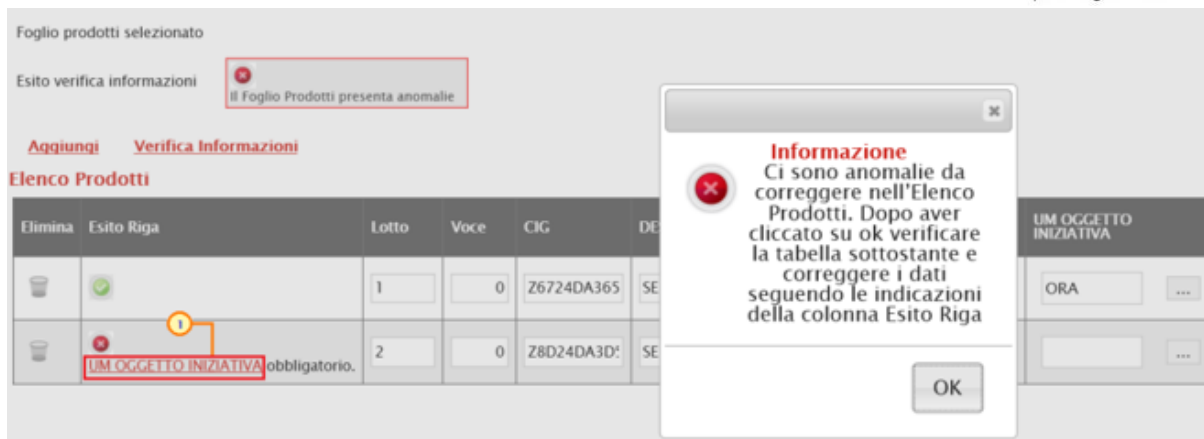 Foglio prodotti selezionato
Esito verifica informazioni
Il Foglio Prodotti presenta anomalie
Aggiungi Verifica Informazioni
Elenco Prodotti
Elimina Esito Riga Lotto Voce CIG UM OGGETTO INIZIATIVA
1 0 Z6724DA365 SE ORA ...
1
UM OGGETTO INIZIATIVA obbligatorio. 2 0 Z8D24DA3D SE ...
Informazione
Ci sono anomalie da
correggere nell'Elenco
Prodotti. Dopo aver
cliccato su ok verificare
la tabella sottostante e
correggere i dati
seguendo le indicazioni
della colonna Esito Riga
OK